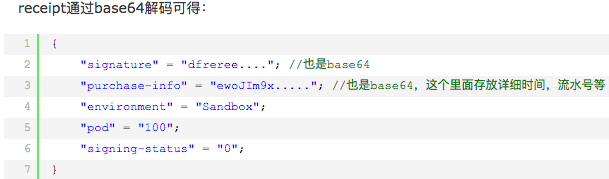 receipt通过base64解码可得：
1 {
2 "signature" = "dfreree...."; //也是base64
3 "purchase-info" = "ewoJIm9x....."; //也是base64, 这个里面存放详细时间, 流水号等
4 "environment" = "Sandbox";
5 "pod" = "100";
6 "signing-status" = "0";
7 }